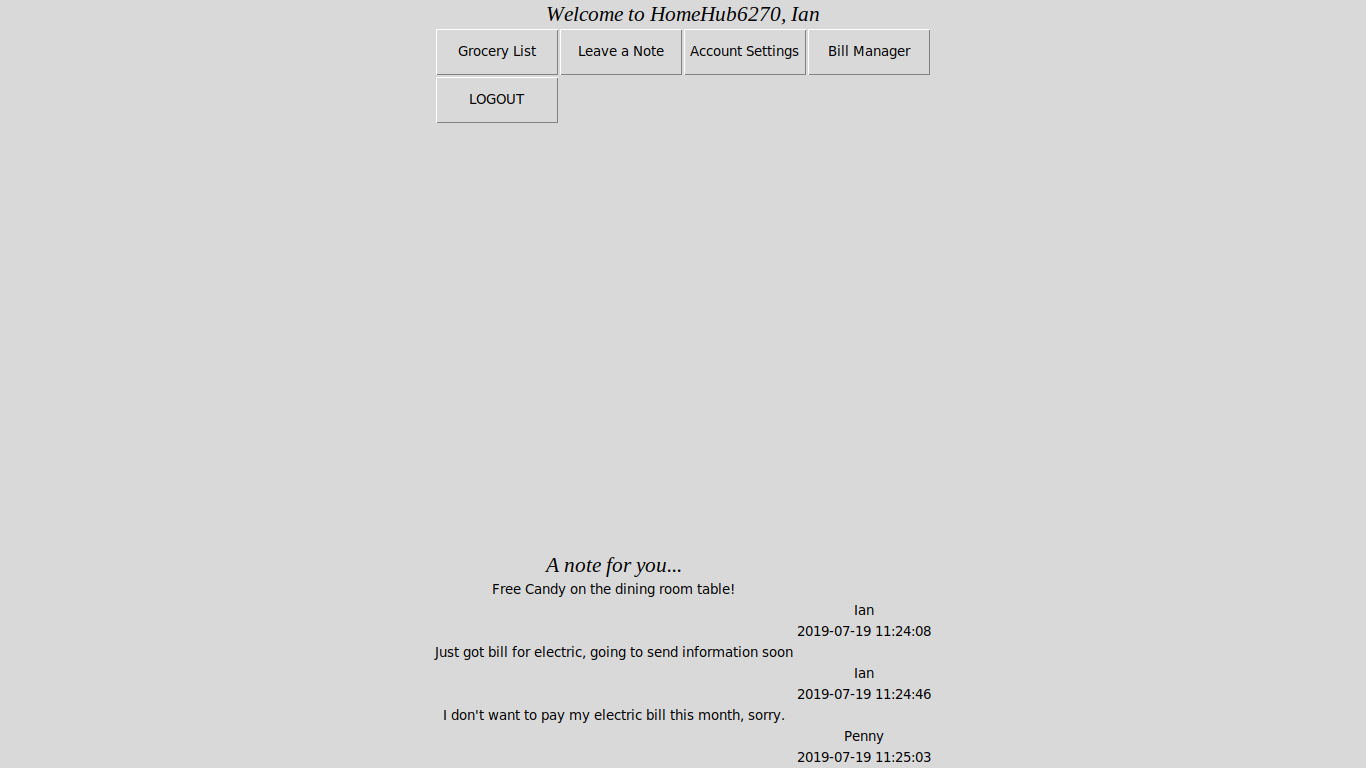 Welcome to HomeHub6270, Ian
Grocery List
Leave a Note
Account Settings
Bill Manager
LOGOUT
A note for you...
Free Candy on the dining room table!
Ian
2019-07-19 11:24:08
Just got bill for electric, going to send information soon
Ian
2019-07-19 11:24:46
I don't want to pay my electric bill this month, sorry.
Penny
2019-07-19 11:25:03